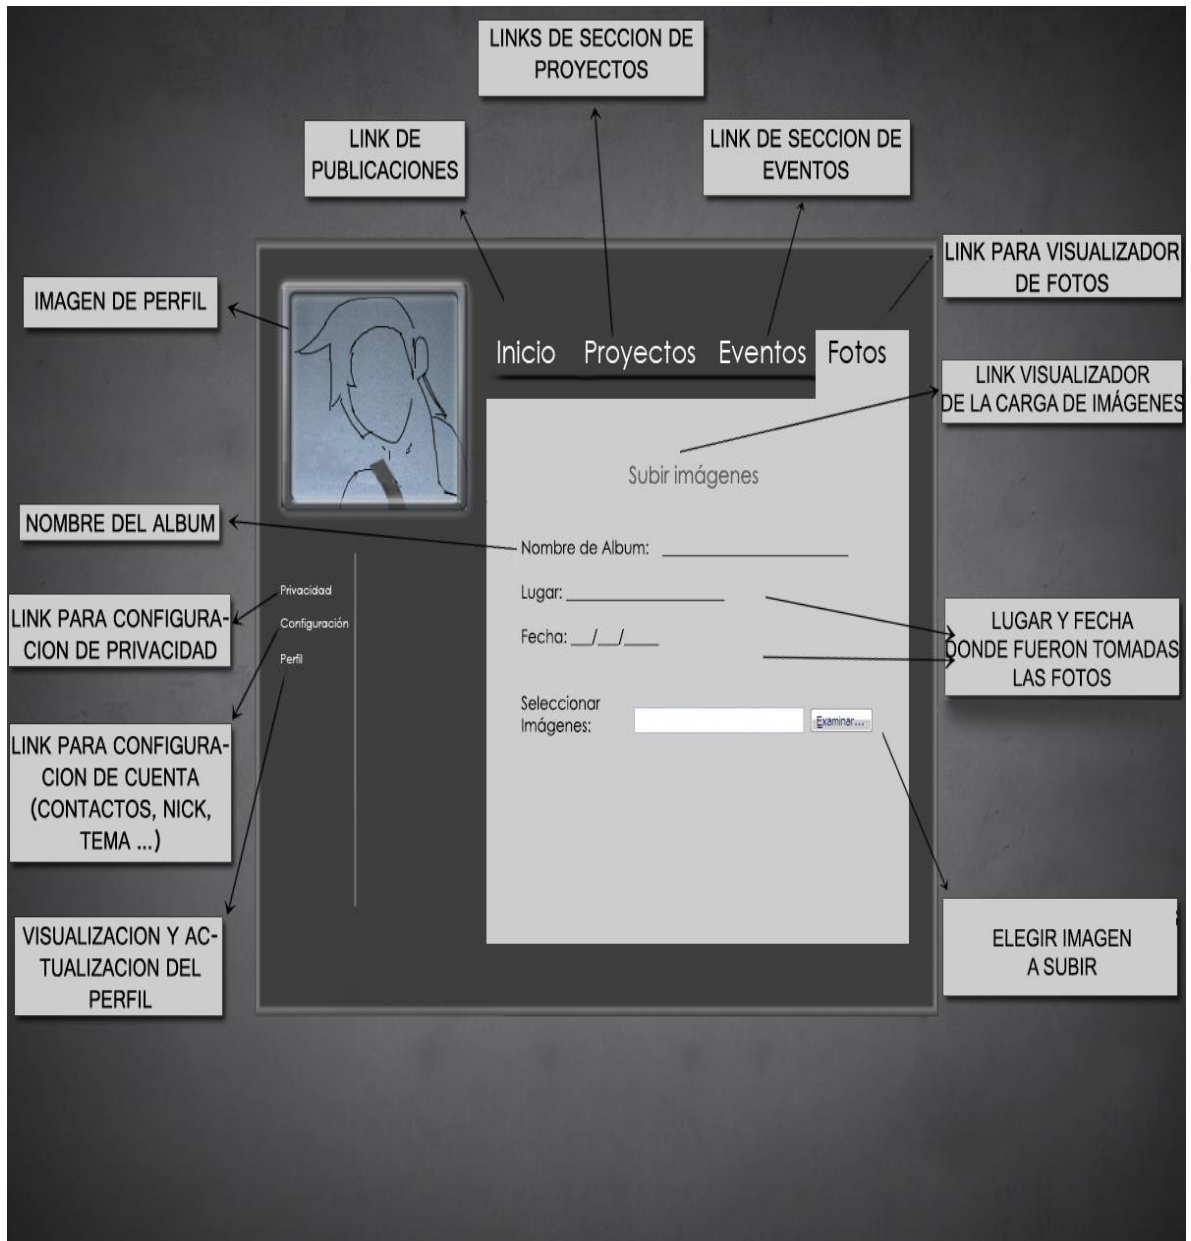 LINKS DE SECCION DE
PROYECTOS
LINK DE
PUBLICACIONES
LINK DE SECCION DE
EVENTOS
LINK PARA VISUALIZADOR
DE FOTOS
IMAGEN DE PERFIL
Inicio Proyectos Eventos Fotos
LINK VISUALIZADOR
DE LA CARGA DE IMÁGENES
Subir imágenes
NOMBRE DEL ALBUM
Nombre de Album: ____________________
Lugar: _________________
Fecha: __/__/____
Privacidad
Configuración
Perfil
LINK PARA CONFIGURA-
CION DE PRIVACIDAD
LUGAR Y FECHA
DONDE FUERON TOMADAS
LAS FOTOS
Seleccionar
Imágenes:
Examinar...
LINK PARA CONFIGURA-
CION DE CUENTA
(CONTACTOS, NICK,
TEMA ...)
VISUALIZACION Y AC-
TUALIZACION DEL
PERFIL
ELEGIR IMAGEN
A SUBIR